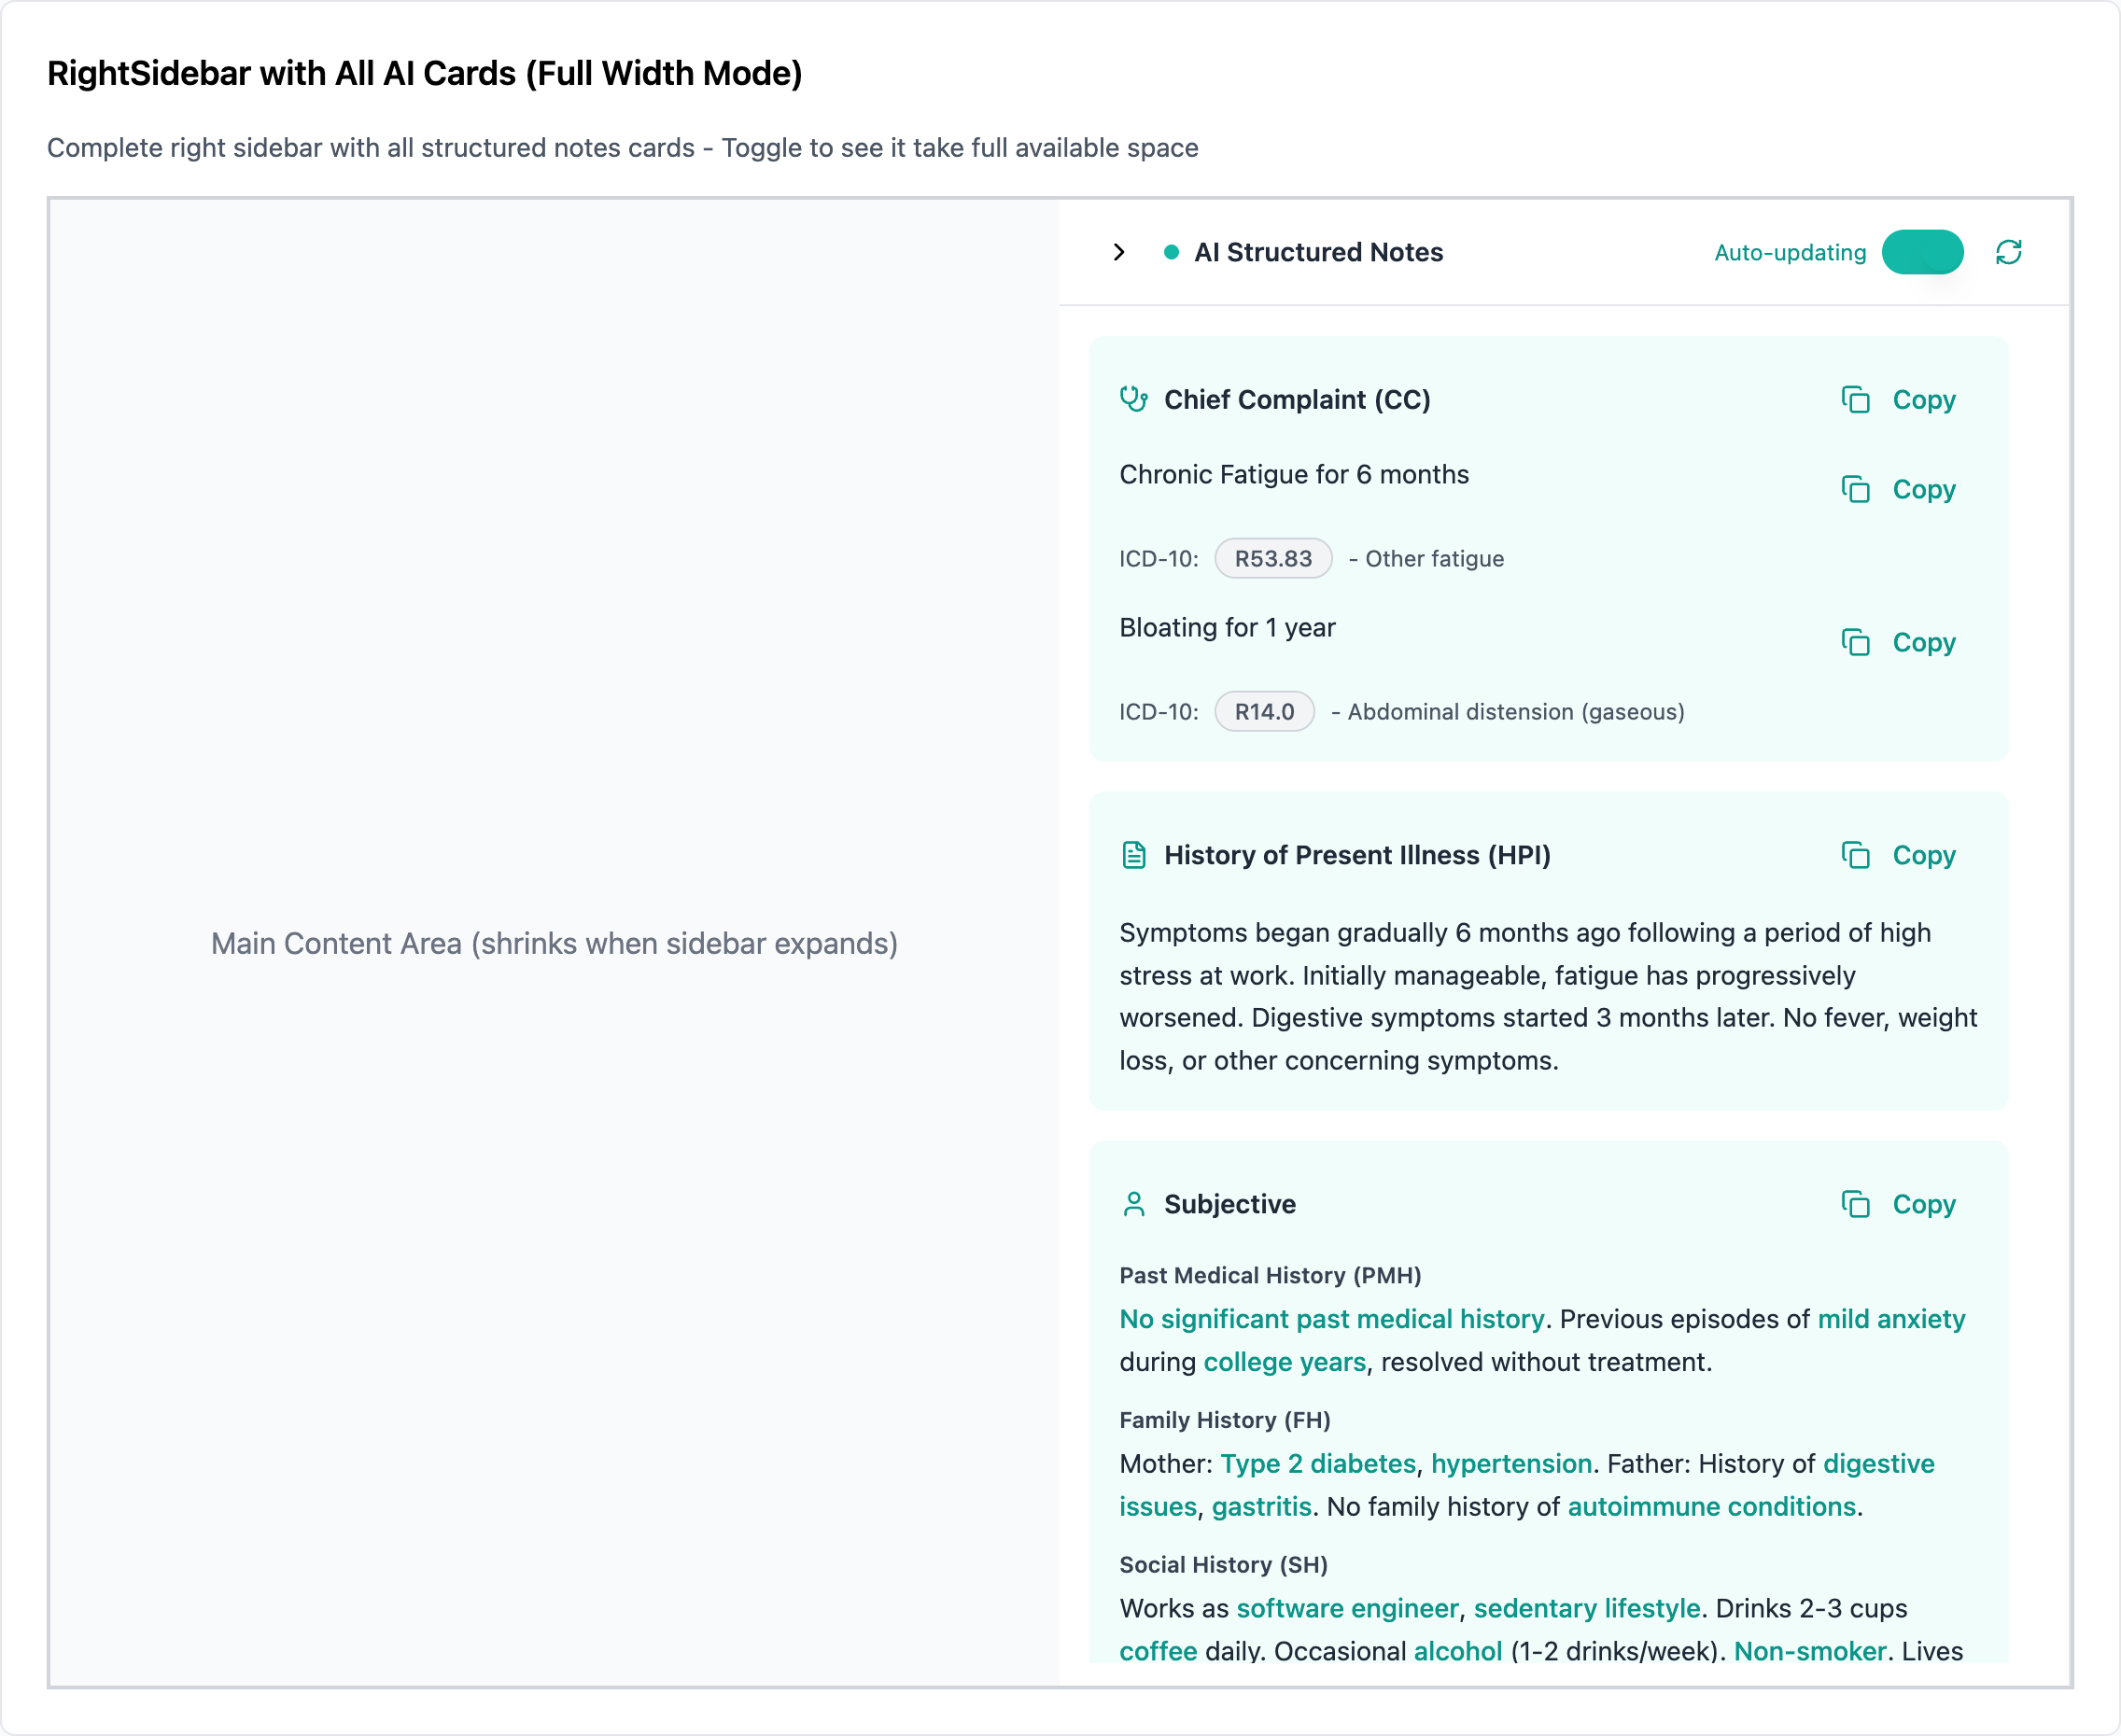 RightSidebar with All AI Cards (Full Width Mode)
Complete right sidebar with all structured notes cards - Toggle to see it take full available space
Main Content Area (shrinks when sidebar expands)
AI Structured Notes
Auto-updating
Chief Complaint (CC)
Copy
Chronic Fatigue for 6 months
Copy
ICD-10: R53.83 - Other fatigue
Bloating for 1 year
Copy
ICD-10: R14.0 - Abdominal distension (gaseous)
History of Present Illness (HPI)
Copy
Symptoms began gradually 6 months ago following a period of high
stress at work. Initially manageable, fatigue has progressively
worsened. Digestive symptoms started 3 months later. No fever, weight
loss, or other concerning symptoms.
Subjective
Copy
Past Medical History (PMH)
No significant past medical history. Previous episodes of mild anxiety
during college years, resolved without treatment.
Family History (FH)
Mother: Type 2 diabetes, hypertension. Father: History of digestive
issues, gastritis. No family history of autoimmune conditions.
Social History (SH)
Works as software engineer, sedentary lifestyle. Drinks 2-3 cups
coffee daily. Occasional alcohol (1-2 drinks/week). Non-smoker. Lives